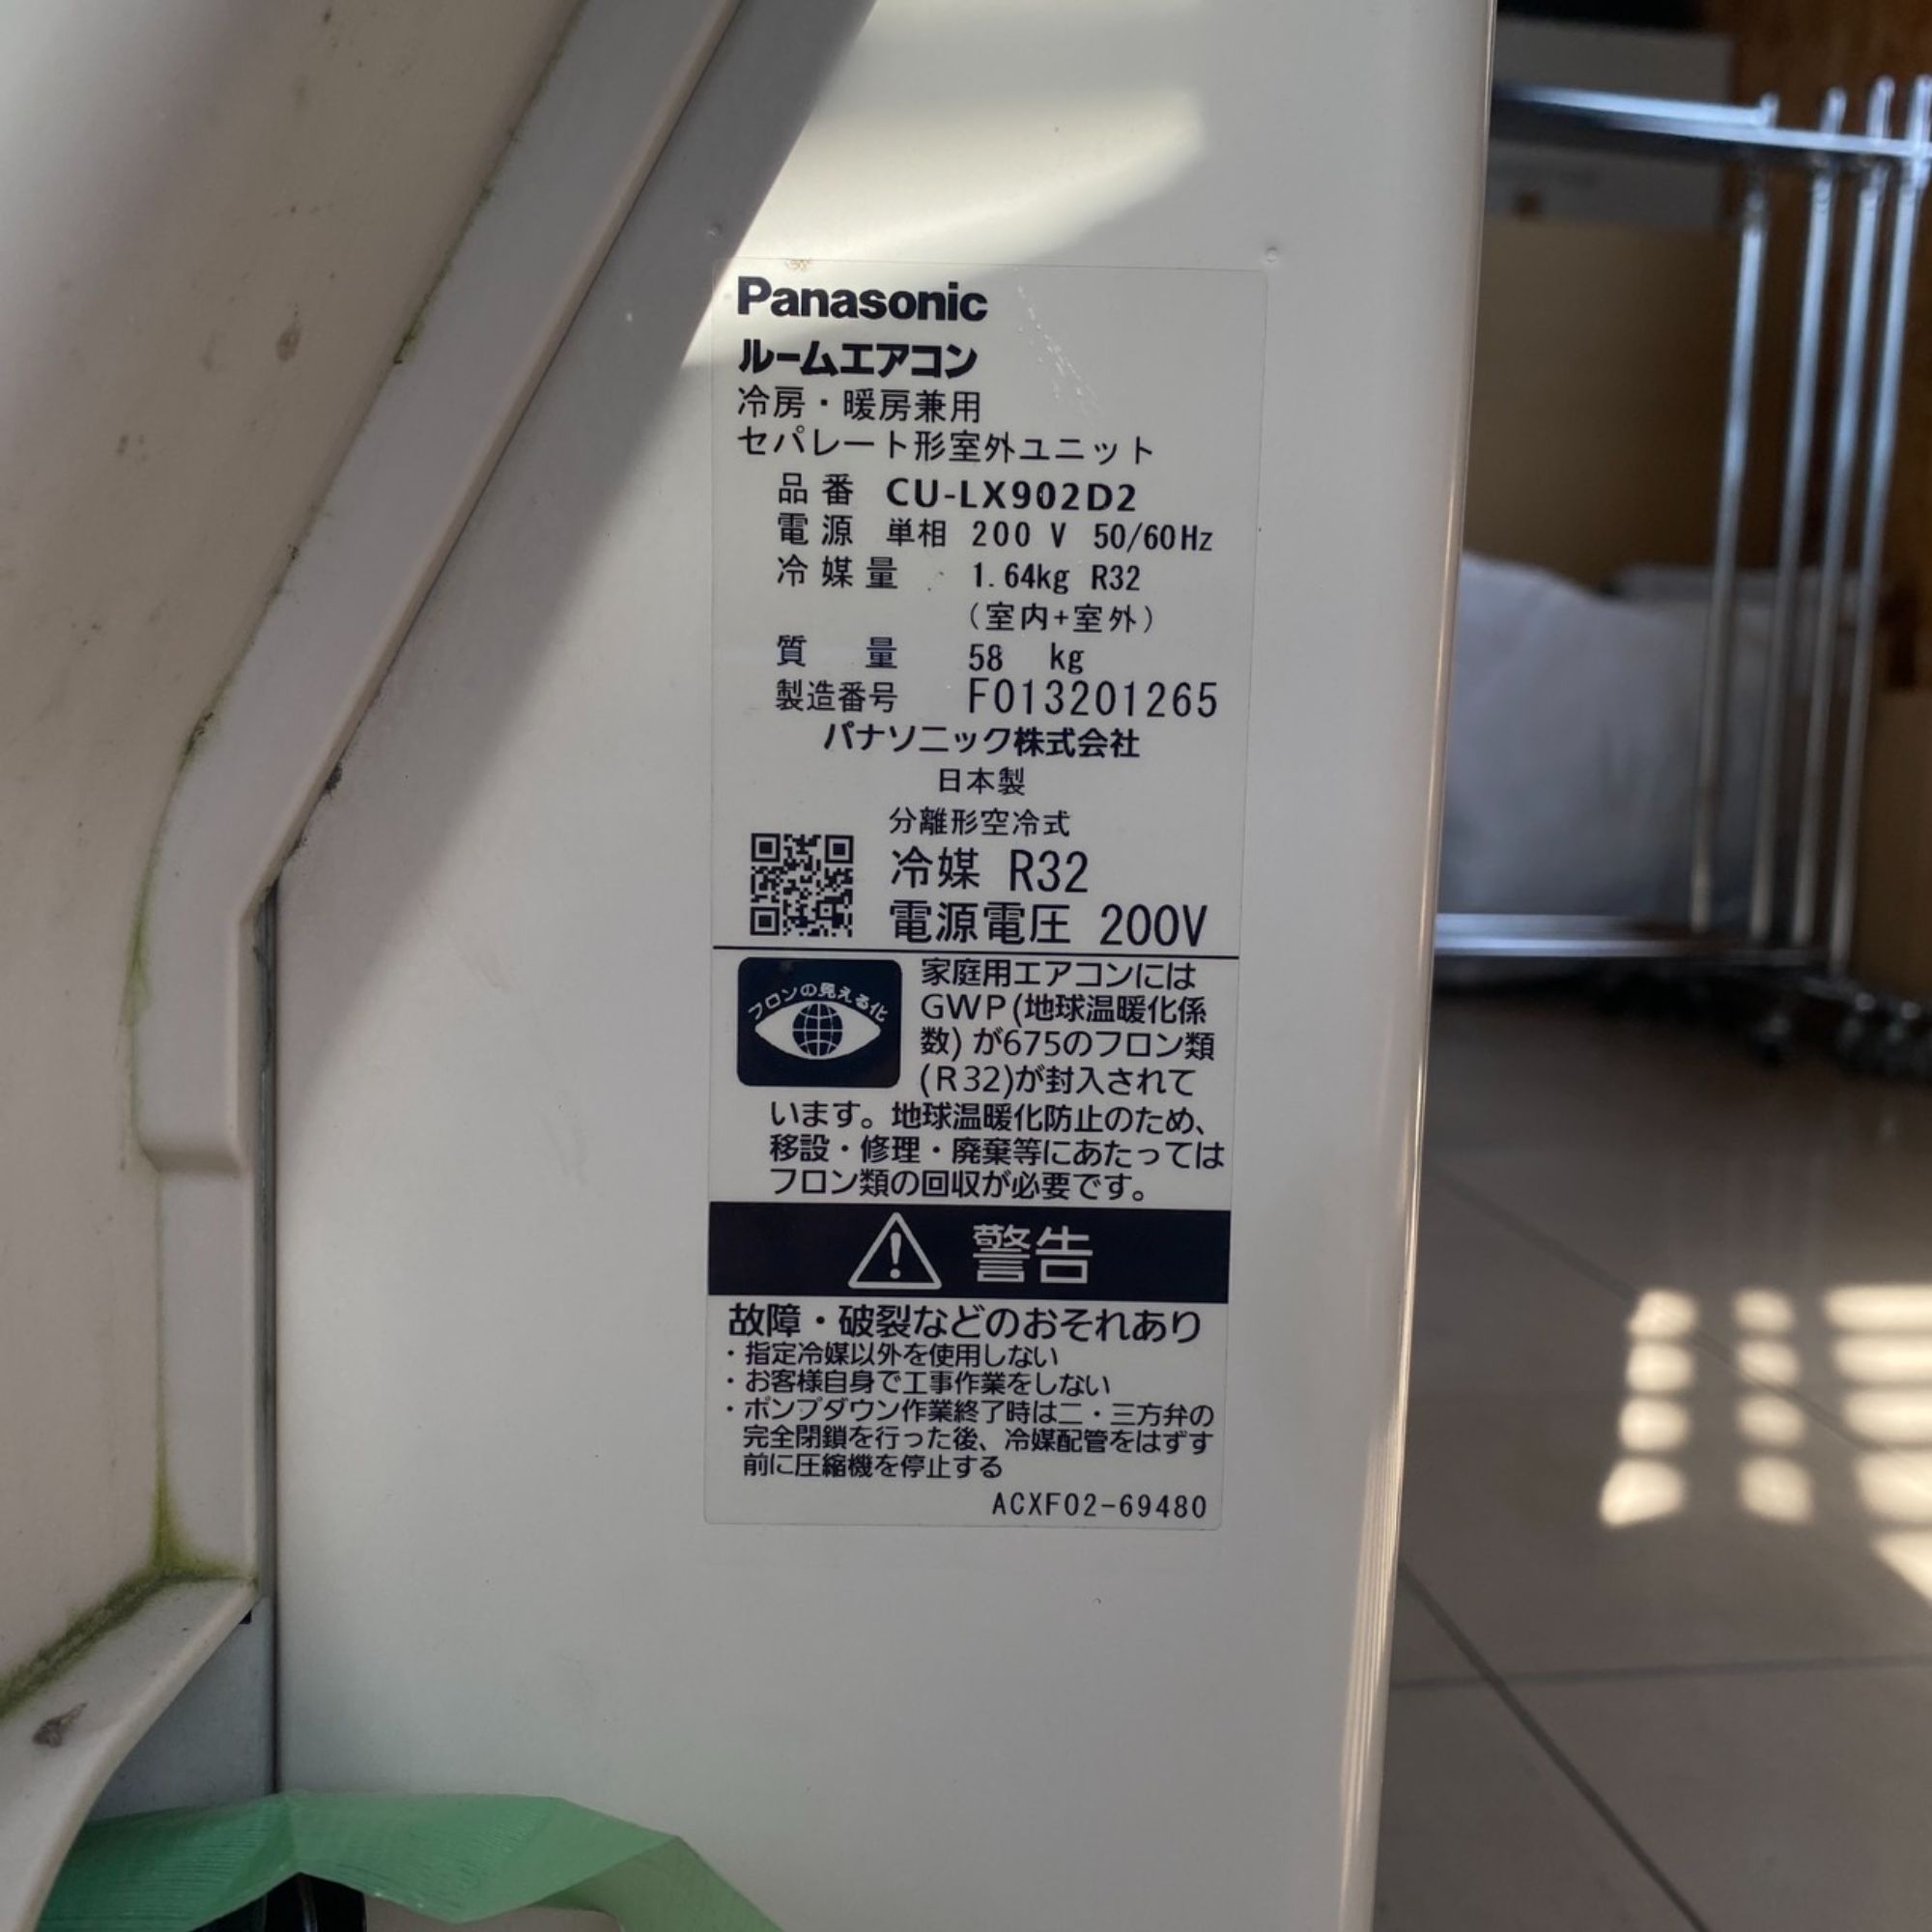 Panasonic
ルームエアコン
冷房・暖房兼用
セパレート形室外ユニット
品番 CU-LX902D2
電源 単相 200 V 50/60Hz
冷媒量 1.64kg R32
(室内+室外)
質量 58 kg
製造番号 F013201265
パナソニック株式会社
日本製
分離形空冷式
冷媒 R32
電源電圧 200V
フロンの見える化
家庭用エアコンには
GWP(地球温暖化係
数)が675のフロン類
(R32)が封入されて
います。地球温暖化防止のため、
移設・修理・廃棄等にあたっては
フロン類の回収が必要です。
警告
故障・破裂などのおそれあり
・指定冷媒以外を使用しない
・お客様自身で工事作業をしない
・ポンプダウン作業終了時は二・三方弁の
完全閉鎖を行った後、冷媒配管をはずす
前に圧縮機を停止する
ACXF02-69480